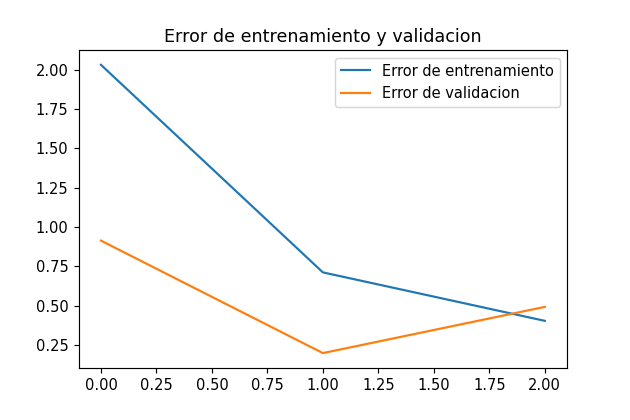 Error de entrenamiento y validacion
Error de entrenamiento
Error de validacion
2.00
1.75
1.50
1.25
1.00
0.75
0.50
0.25
0.00 0.25 0.50 0.75 1.00 1.25 1.50 1.75 2.00